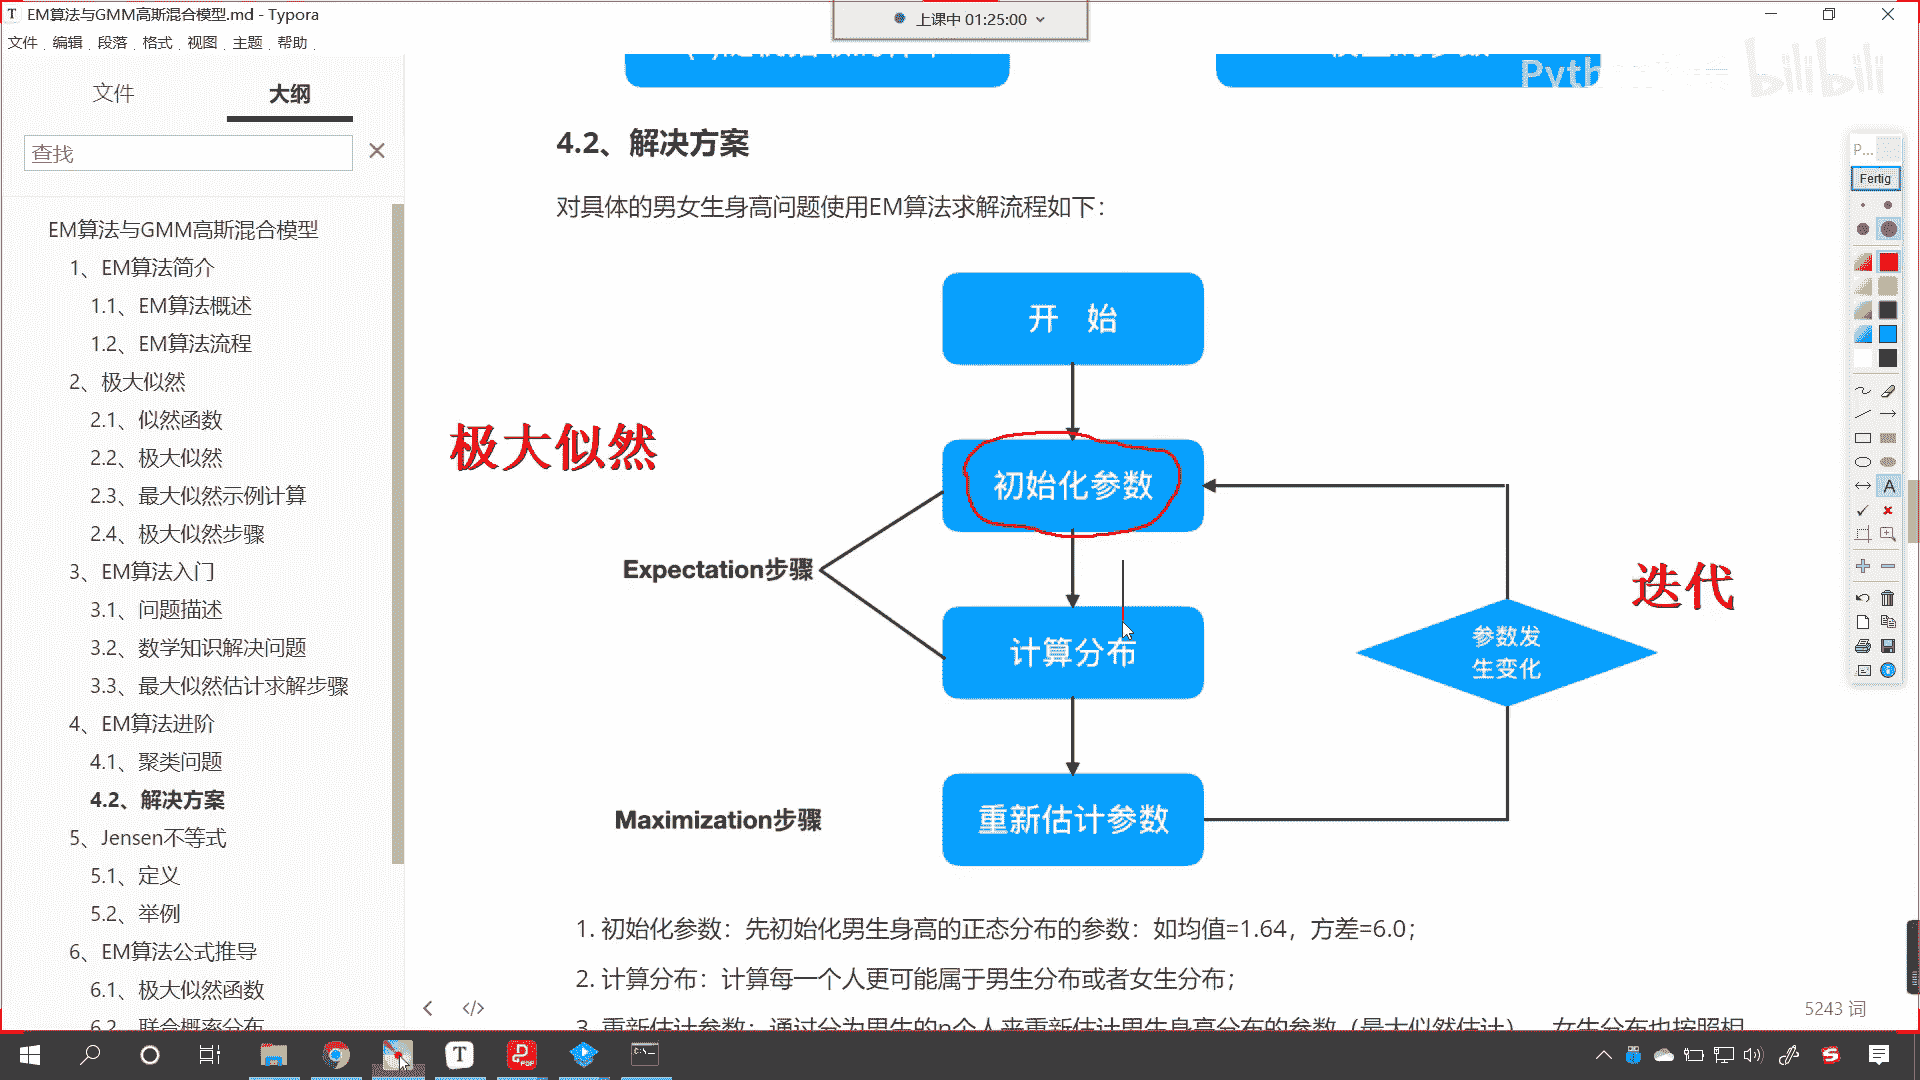 EM算法与GMM高斯混合模型.md - Typora
上课中 01:25:00
文件 编辑 段落 格式 视图 主题 帮助
文件
大纲
查找
EM算法与GMM高斯混合模型
1、EM算法简介
1.1、EM算法概述
1.2、EM算法流程
2、极大似然
2.1、似然函数
2.2、极大似然
2.3、最大似然示例计算
2.4、极大似然步骤
3、EM算法入门
3.1、问题描述
3.2、数学知识解决问题
3.3、最大似然估计求解步骤
4、EM算法进阶
4.1、聚类问题
4.2、解决方案
5、Jensen不等式
5.1、定义
5.2、举例
6、EM算法公式推导
6.1、极大似然函数
6.2、联合概率分布
bilibili
4.2、解决方案
对具体的男女生身高问题使用EM算法求解流程如下：
开 始
极大似然
初始化参数
Expectation步骤
计算分布
迭代
参数发
生变化
Maximization步骤
重新估计参数
1. 初始化参数：先初始化男生身高的正态分布的参数：如均值=1.64，方差=6.0；
2. 计算分布：计算每一个人更可能属于男生分布或者女生分布；
3. 重新估计参数：通过分为男生的n个人来重新估计男生身高分布的参数（最大似然估计），女生分布也按照相
5243 词
P...
Fertig